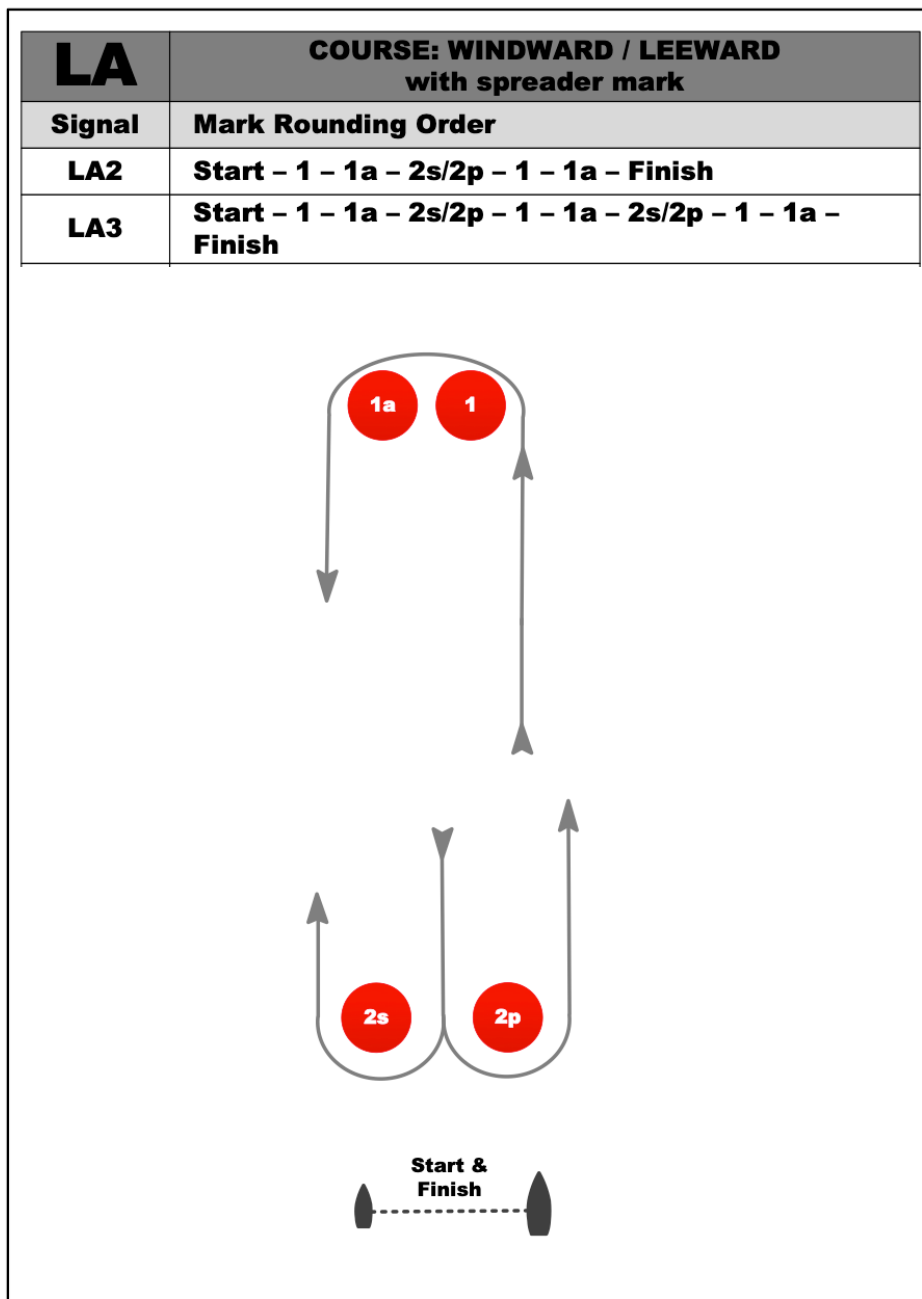 LA
COURSE: WINDWARD / LEEWARD
with spreader mark
Signal
Mark Rounding Order
LA2
Start – 1 – 1a – 2s/2p – 1 – 1a – Finish
LA3
Start – 1 – 1a – 2s/2p – 1 – 1a – 2s/2p – 1 – 1a –
Finish
1a
1
2s
2p
Start &
Finish